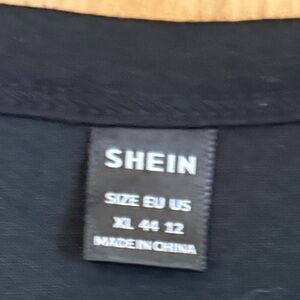 SHEIN
SIZE EU US
XL 44 12
MADE IN CHINA